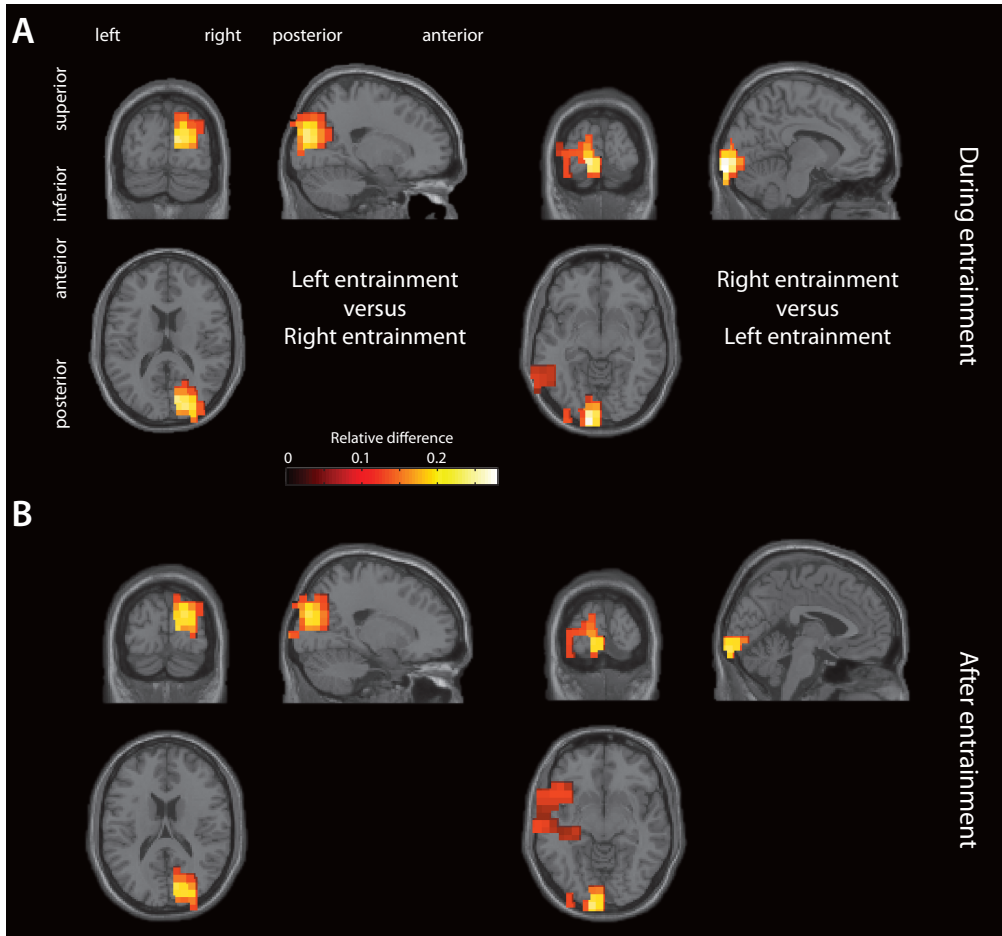 A
left
right
posterior
anterior
superior
inferior
anterior
posterior
Left entrainment
versus
Right entrainment
Right entrainment
versus
Left entrainment
During entrainment
Relative difference
0
0.1
0.2
B
After entrainment